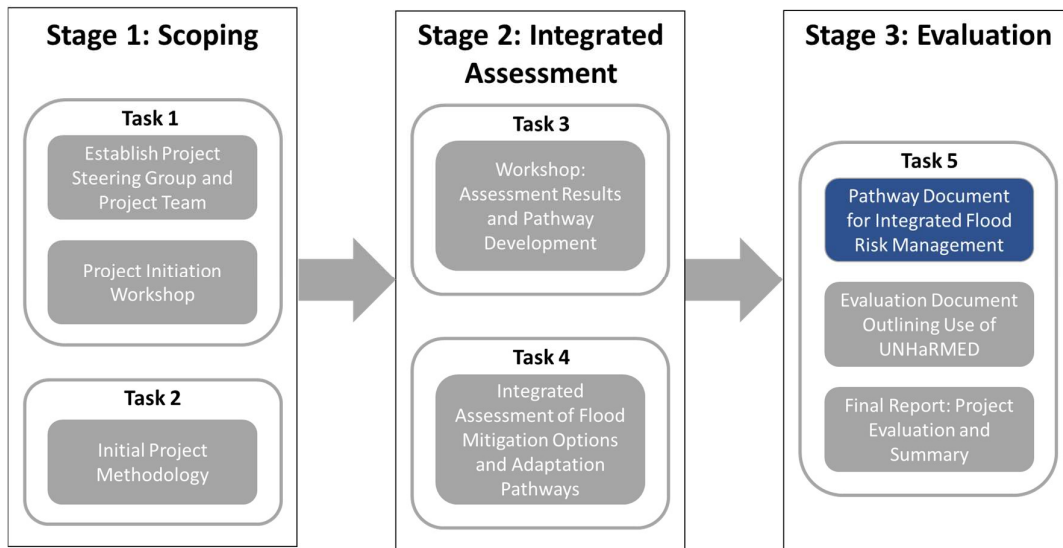 Stage 1: Scoping
Task 1
Establish Project
Steering Group and
Project Team
Project Initiation
Workshop
Task 2
Initial Project
Methodology
Stage 2: Integrated
Assessment
Task 3
Workshop:
Assessment Results
and Pathway
Development
Task 4
Integrated
Assessment of Flood
Mitigation Options
and Adaptation
Pathways
Stage 3: Evaluation
Task 5
Pathway Document
for Integrated Flood
Risk Management
Evaluation Document
Outlining Use of
UNHaRMED
Final Report: Project
Evaluation and
Summary